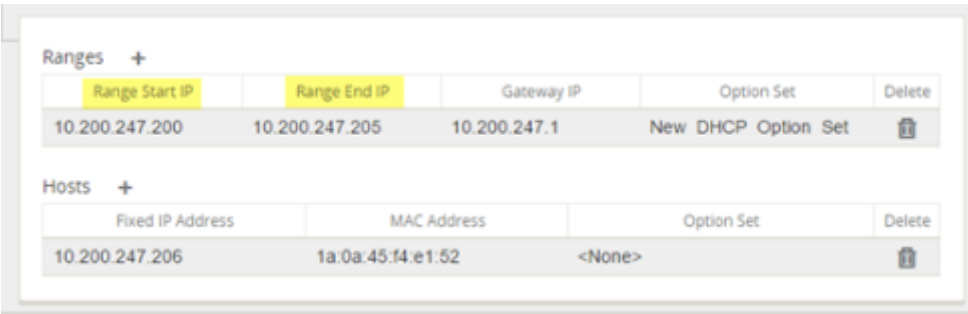 Ranges +
Range Start IP Range End IP Gateway IP Option Set Delete
10.200.247.200 10.200.247.205 10.200.247.1 New DHCP Option Set
Hosts +
Fixed IP Address MAC Address Option Set Delete
10.200.247.206 1a:0a:45:f4:e1:52 <None>